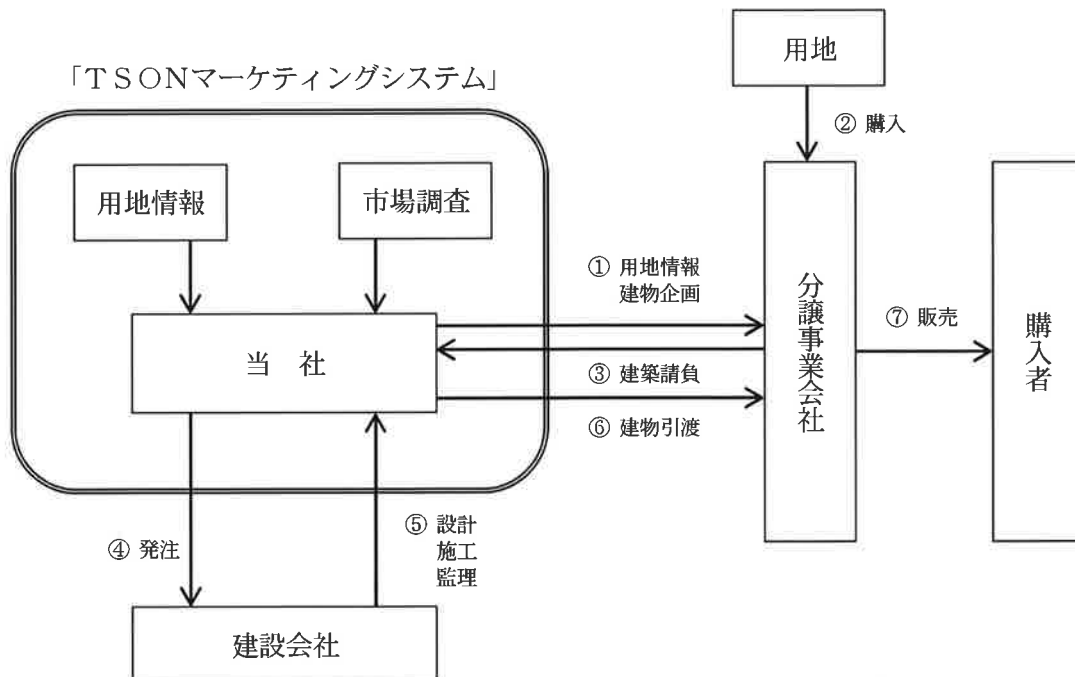 用地
「TSONマーケティングシステム」
② 購入
用地情報
市場調査
① 用地情報
建物企画
分譲事業会社
⑦ 販売
購入者
当 社
③ 建築請負
⑥ 建物引渡
④ 発注
⑤ 設計
施工
監理
建設会社